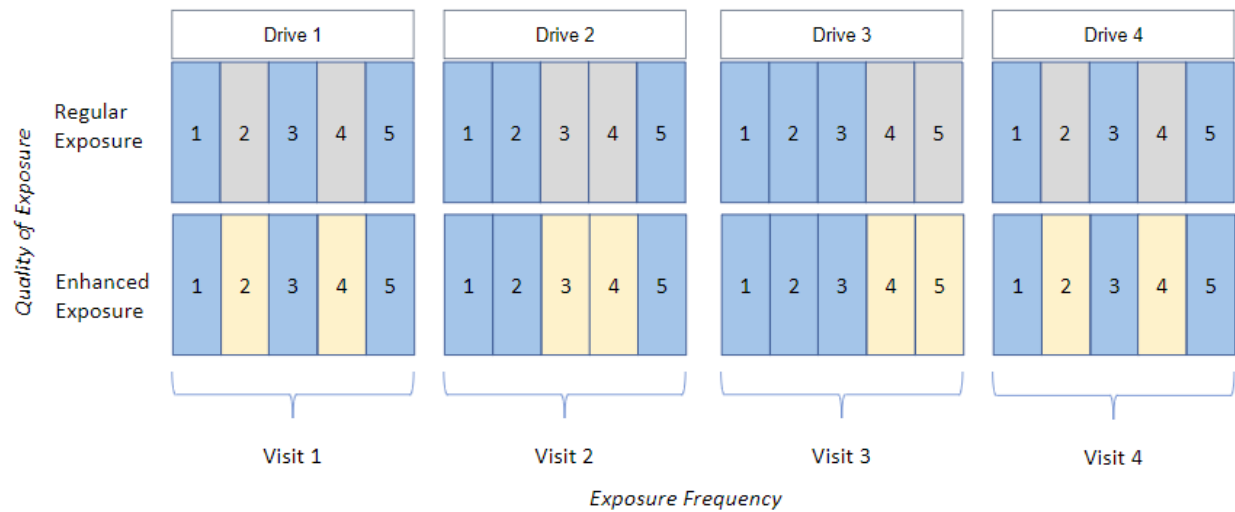 Drive 1 Drive 2 Drive 3 Drive 4
Quality of Exposure
Regular
Exposure
1 2 3 4 5 1 2 3 4 5 1 2 3 4 5 1 2 3 4 5
Enhanced
Exposure
1 2 3 4 5 1 2 3 4 5 1 2 3 4 5 1 2 3 4 5
Visit 1 Visit 2 Visit 3 Visit 4
Exposure Frequency